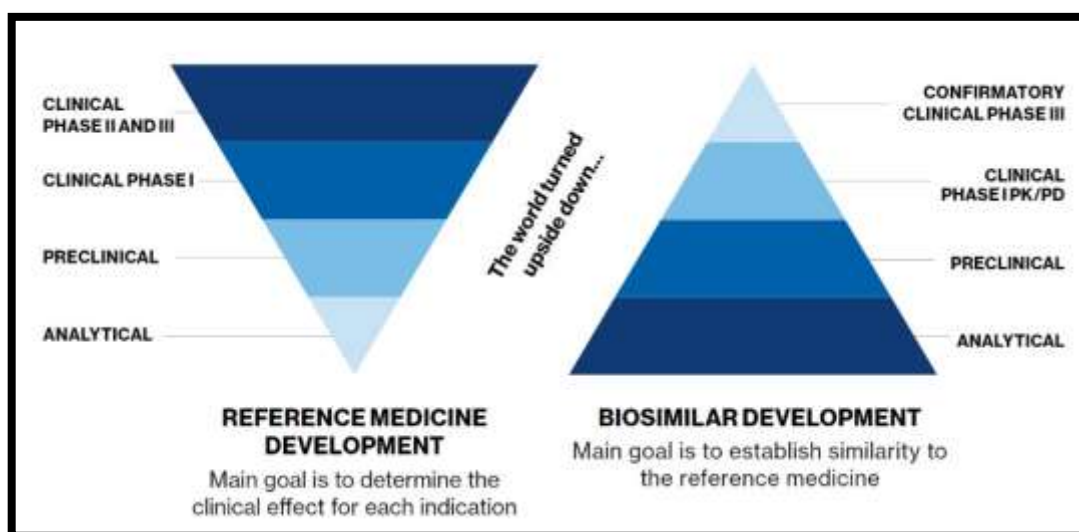 CLINICAL
PHASE II AND III
CLINICAL PHASE I
PRECLINICAL
ANALYTICAL
The world turned
upside down...
CONFIRMATORY
CLINICAL PHASE III
CLINICAL
PHASE I PK/PD
PRECLINICAL
ANALYTICAL
REFERENCE MEDICINE
DEVELOPMENT
Main goal is to determine the
clinical effect for each indication
BIOSIMILAR DEVELOPMENT
Main goal is to establish similarity to
the reference medicine